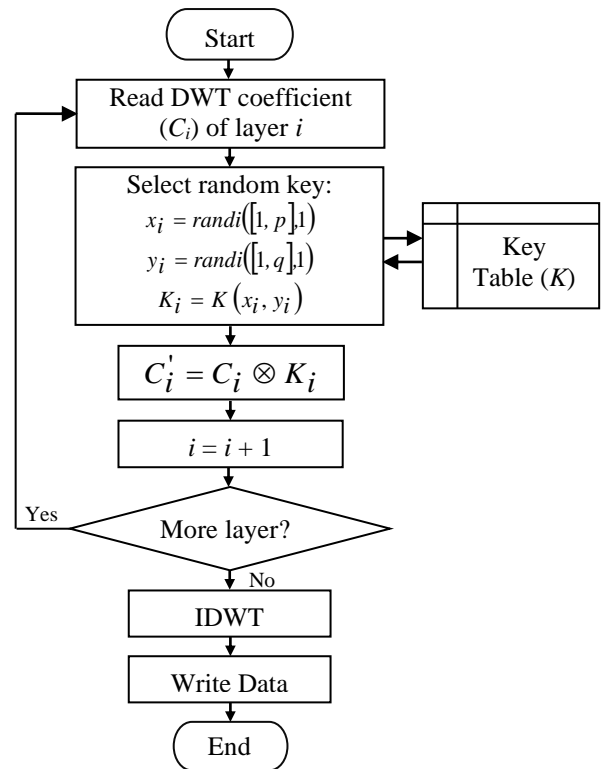 Start
Read DWT coefficient
(Cᵢ) of layer i
Select random key:
xᵢ = randi([1, p],1)
yᵢ = randi([1, q],1)
Kᵢ = K (xᵢ, yᵢ)
Key
Table (K)
Cᵢ' = Cᵢ ⊗ Kᵢ
i = i + 1
Yes
More layer?
No
IDWT
Write Data
End